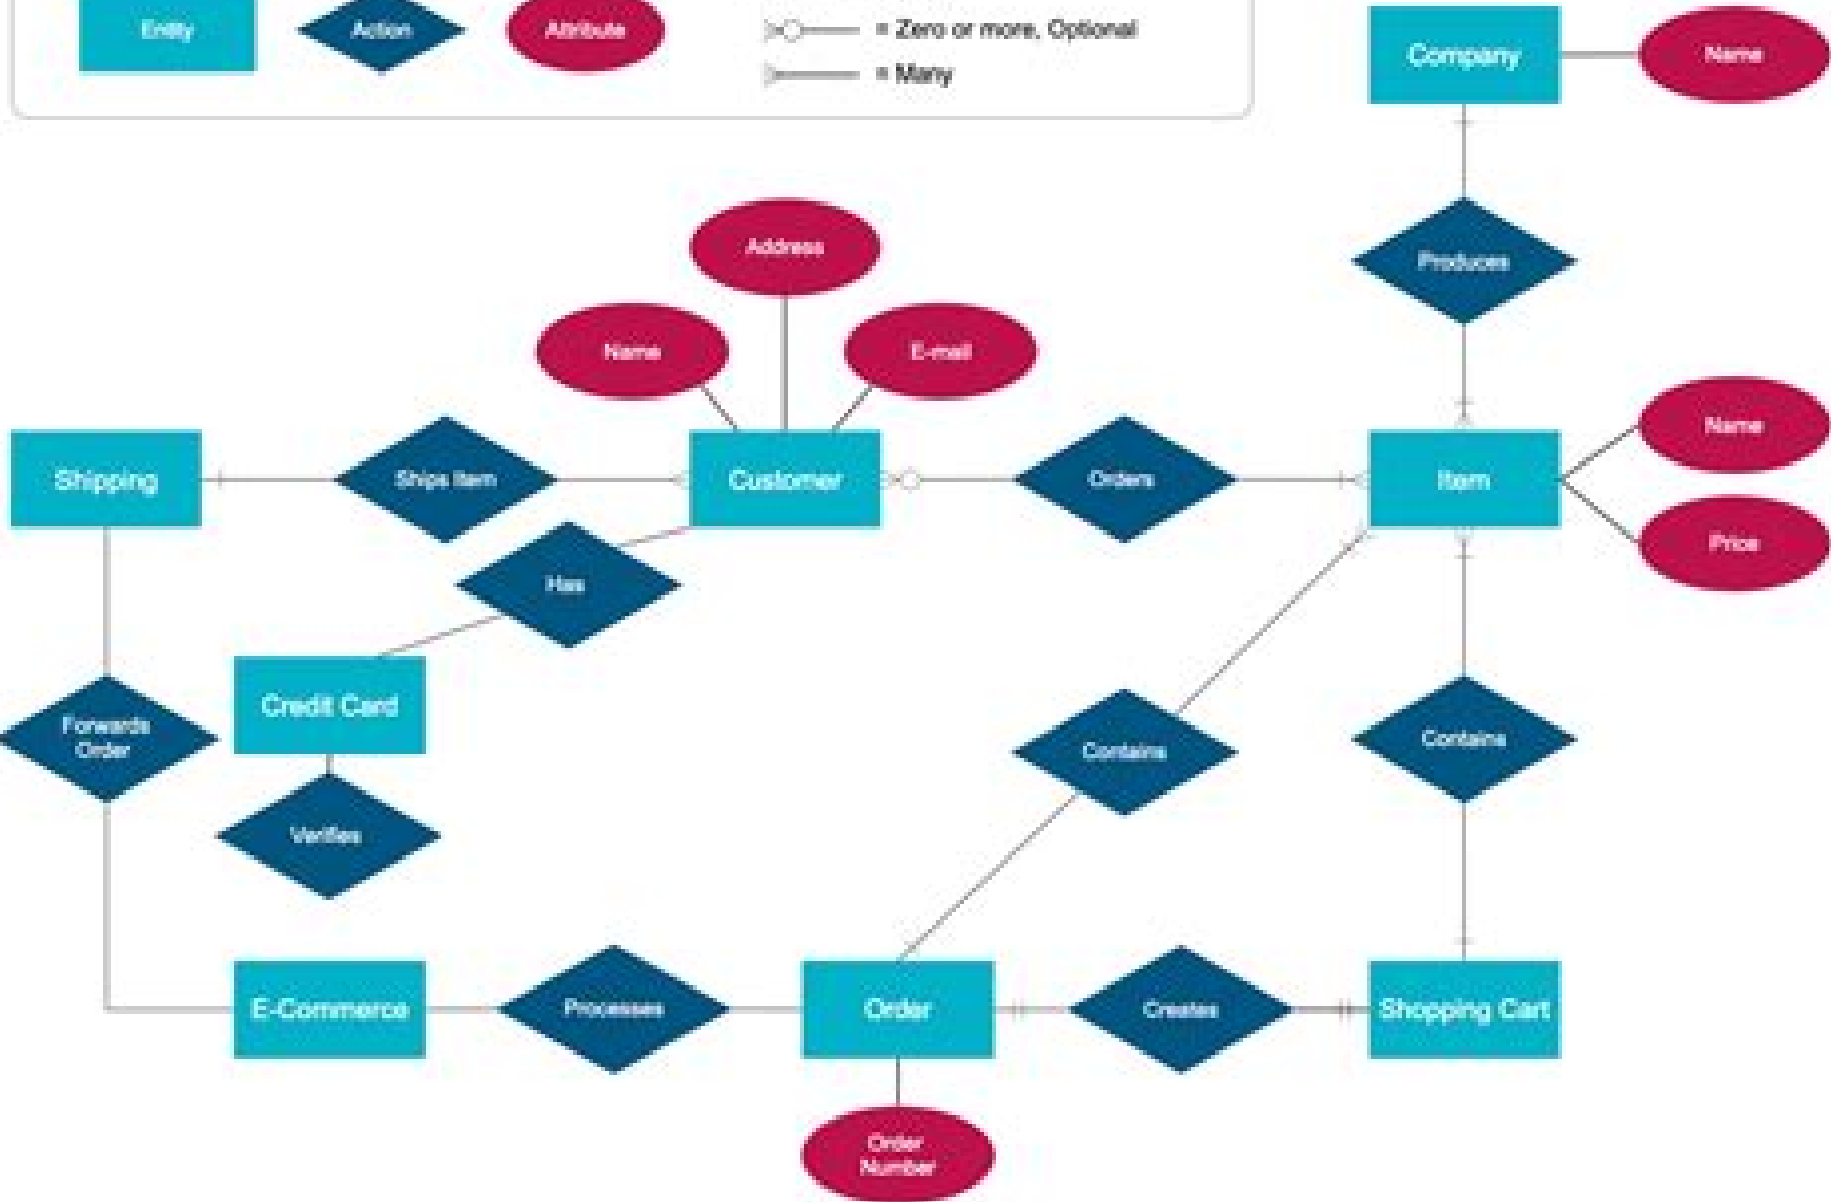 Entity
Action
Attribute
= Zero or more, Optional
= Many
Company
Name
Produces
Address
Name
E-mail
Shipping
Ships Item
Customer
Orders
Item
Name
Price
Has
Credit Card
Forwards
Order
Verifies
Contains
Contains
E-Commerce
Processes
Order
Creates
Shopping Cart
Order
Number